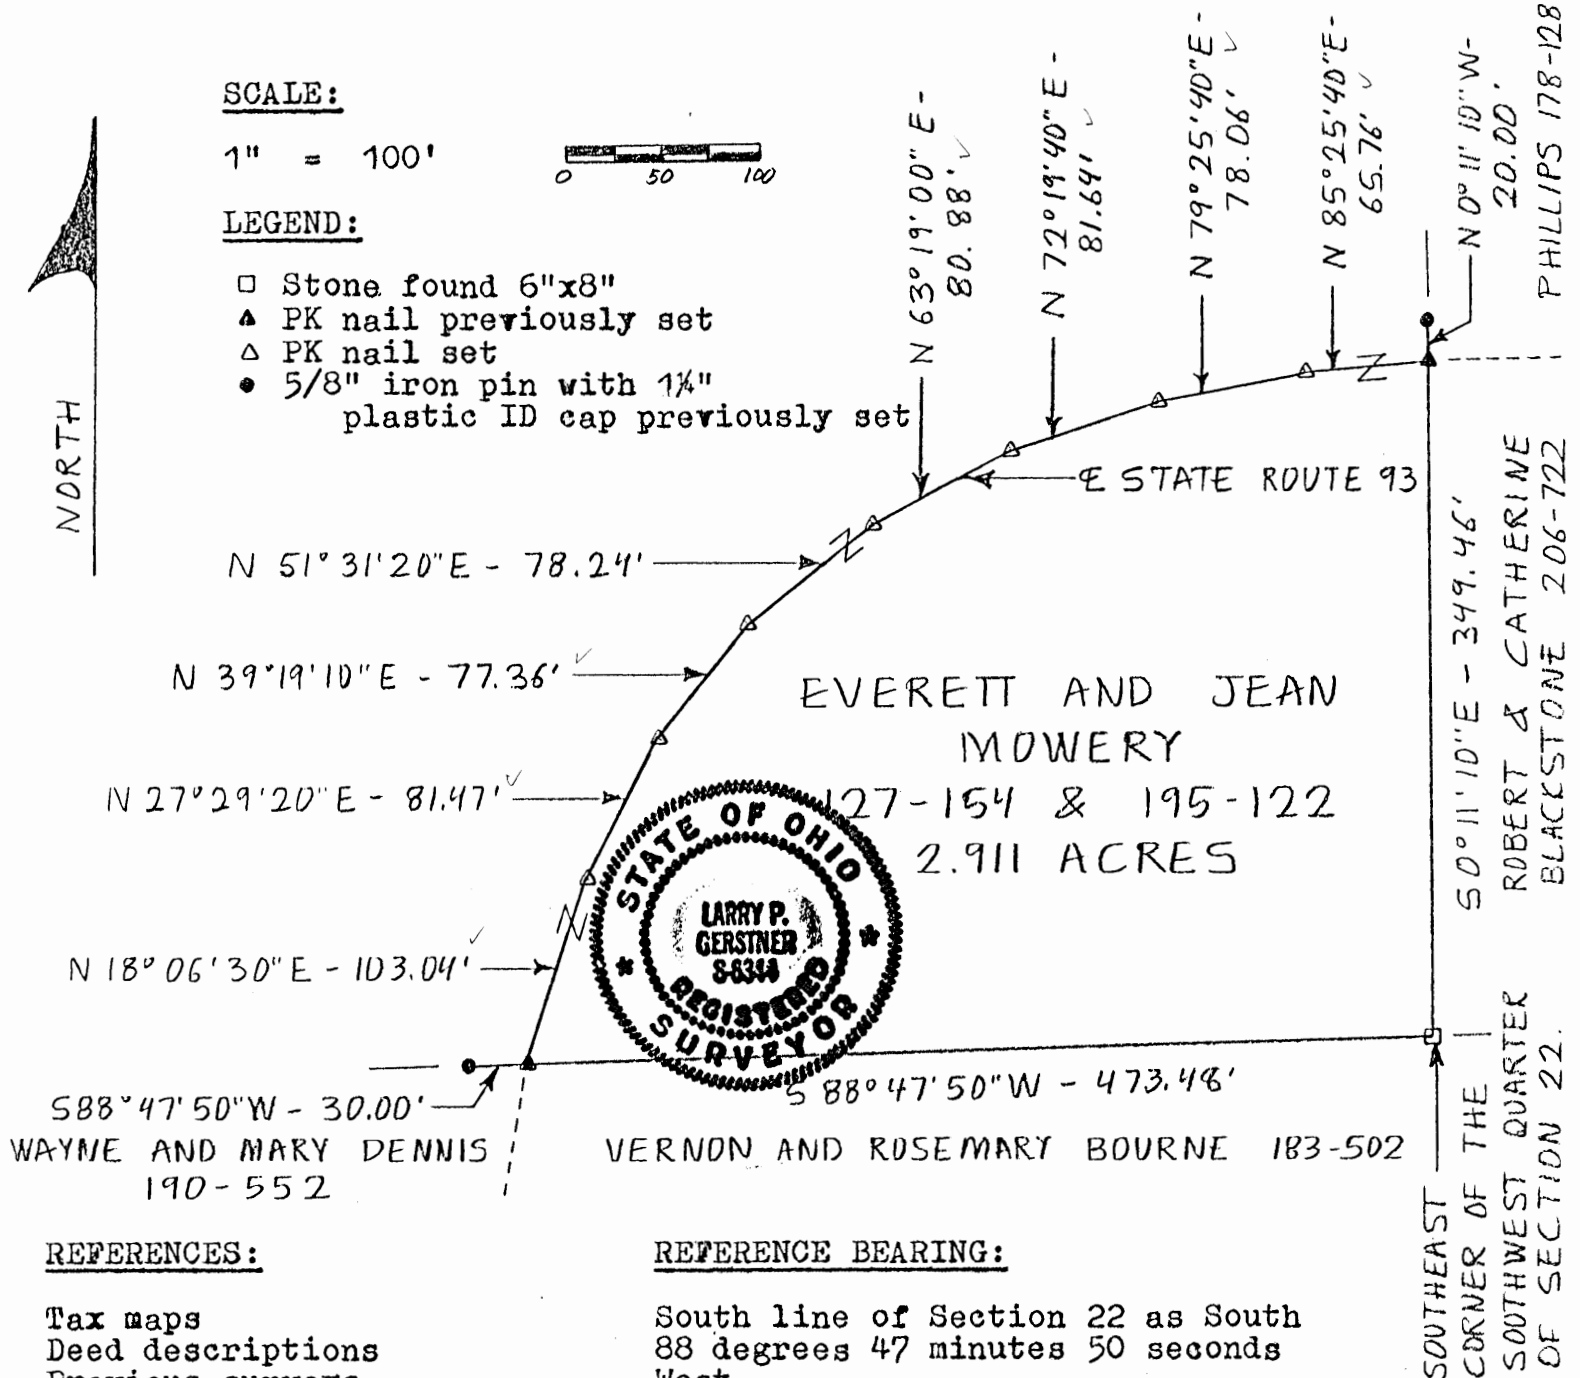 SCALE:
1" = 100'
0 50 100
LEGEND:
□ Stone found 6"x8"
▲ PK nail previously set
△ PK nail set
● 5/8" iron pin with 1¼"
plastic ID cap previously set
NORTH
N 63° 19' 00" E -
80.88'
N 72° 19' 40" E -
81.64'
N 79° 25' 40" E -
78.06'
N 85° 25' 40" E -
65.76'
N 0° 11' 10" W -
20.00'
PHILLIPS 178-128
℄ STATE ROUTE 93
N 51° 31' 20" E - 78.24'
N 39° 19' 10" E - 77.36'
N 27° 29' 20" E - 81.47'
N 18° 06' 30" E - 103.04'
EVERETT AND JEAN
MOWERY
127-154 & 195-122
2.911 ACRES
STATE OF OHIO
LARRY P.
GERSTNER
REGISTERED
SURVEYOR
S 0° 11' 10" E - 349.46'
ROBERT & CATHERINE
BLACKSTONE 206-722
S 88° 47' 50" W - 30.00'
S 88° 47' 50" W - 473.48'
WAYNE AND MARY DENNIS
190-552
VERNON AND ROSEMARY BOURNE 183-502
SOUTHEAST
CORNER OF THE
SOUTHWEST QUARTER
OF SECTION 22.
REFERENCES:
Tax maps
Deed descriptions
REFERENCE BEARING:
South line of Section 22 as South
88 degrees 47 minutes 50 seconds
West